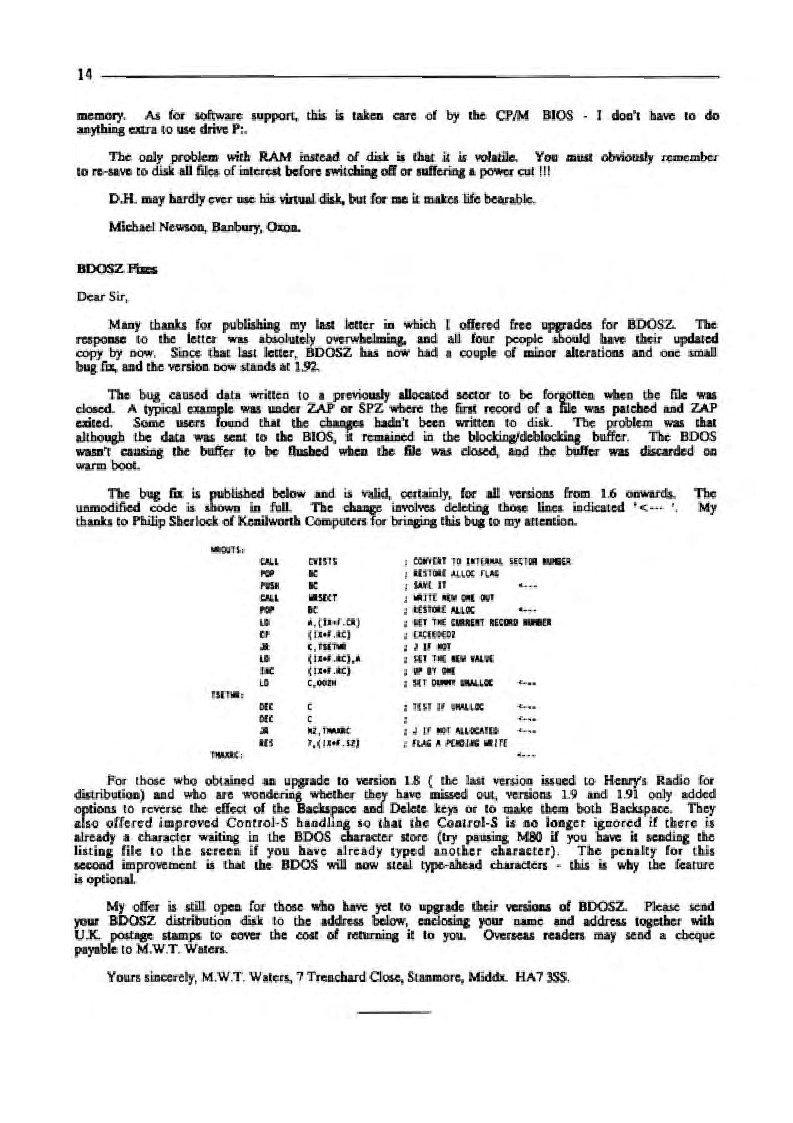 14
memory. As for software support, this is taken care of by the CP/M BIOS - I don't have to do
anything extra to use drive P:.
The only problem with RAM instead of disk is that it is volatile. You must obviously remember
to re-save to disk all files of interest before switching off or suffering a power cut !!!
D.H. may hardly ever use his virtual disk, but for me it makes life bearable.
Michael Newson, Banbury, Oxon.
BDOSZ Fixes
Dear Sir,
Many thanks for publishing my last letter in which I offered free upgrades for BDOSZ. The
response to the letter was absolutely overwhelming, and all four people should have their updated
copy by now. Since that last letter, BDOSZ has now had a couple of minor alterations and one small
bug fix, and the version now stands at 1.92.
The bug caused data written to a previously allocated sector to be forgotten when the file was
closed. A typical example was under ZAP or SPZ where the first record of a file was patched and ZAP
exited. Some users found that the changes hadn't been written to disk. The problem was that
although the data was sent to the BIOS, it remained in the blocking/deblocking buffer. The BDOS
wasn't causing the buffer to be flushed when the file was closed, and the buffer was discarded on
warm boot.
The bug fix is published below and is valid, certainly, for all versions from 1.6 onwards. The
unmodified code is shown in full. The change involves deleting those lines indicated '<--- '. My
thanks to Philip Sherlock of Kenilworth Computers for bringing this bug to my attention.
WROUTS:
CALL CVISTS ; CONVERT TO INTERNAL SECTOR NUMBER
POP BC ; RESTORE ALLOC FLAG
PUSH BC ; SAVE IT <---
CALL WRSECT ; WRITE NEW ONE OUT
POP BC ; RESTORE ALLOC <---
LD A,(IX+F.CR) ; GET THE CURRENT RECORD NUMBER
CP (IX+F.RC) ; EXCEEDED?
JR C,TSETWR ; J IF NOT
LD (IX+F.RC),A ; SET THE NEW VALUE
INC (IX+F.RC) ; UP BY ONE
LD C,002H ; SET DUMMY UNALLOC <---
TSETWR:
DEC C ; TEST IF UNALLOC <---
DEC C ; <---
JR NZ,TMAXRC ; J IF NOT ALLOCATED <---
RES 7,(IX+F.S2) ; FLAG A PENDING WRITE
TMAXRC: <---
For those who obtained an upgrade to version 1.8 ( the last version issued to Henry's Radio for
distribution) and who are wondering whether they have missed out, versions 1.9 and 1.91 only added
options to reverse the effect of the Backspace and Delete keys or to make them both Backspace. They
also offered improved Control-S handling so that the Control-S is no longer ignored if there is
already a character waiting in the BDOS character store (try pausing M80 if you have it sending the
listing file to the screen if you have already typed another character). The penalty for this
second improvement is that the BDOS will now steal type-ahead characters - this is why the feature
is optional.
My offer is still open for those who have yet to upgrade their versions of BDOSZ. Please send
your BDOSZ distribution disk to the address below, enclosing your name and address together with
U.K. postage stamps to cover the cost of returning it to you. Overseas readers may send a cheque
payable to M.W.T. Waters.
Yours sincerely, M.W.T. Waters, 7 Trenchard Close, Stanmore, Middx. HA7 3SS.